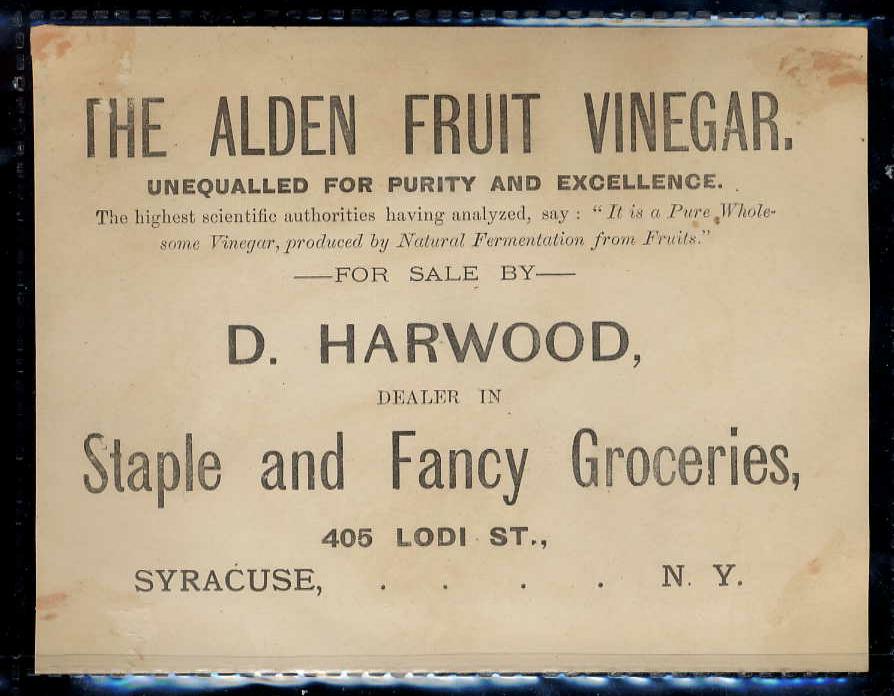 THE ALDEN FRUIT VINEGAR.
UNEQUALLED FOR PURITY AND EXCELLENCE.
The highest scientific authorities having analyzed, say : "It is a Pure Whole-
some Vinegar, produced by Natural Fermentation from Fruits."
—FOR SALE BY—
D. HARWOOD,
DEALER IN
Staple and Fancy Groceries,
405 LODI ST.,
SYRACUSE, . . . . N. Y.